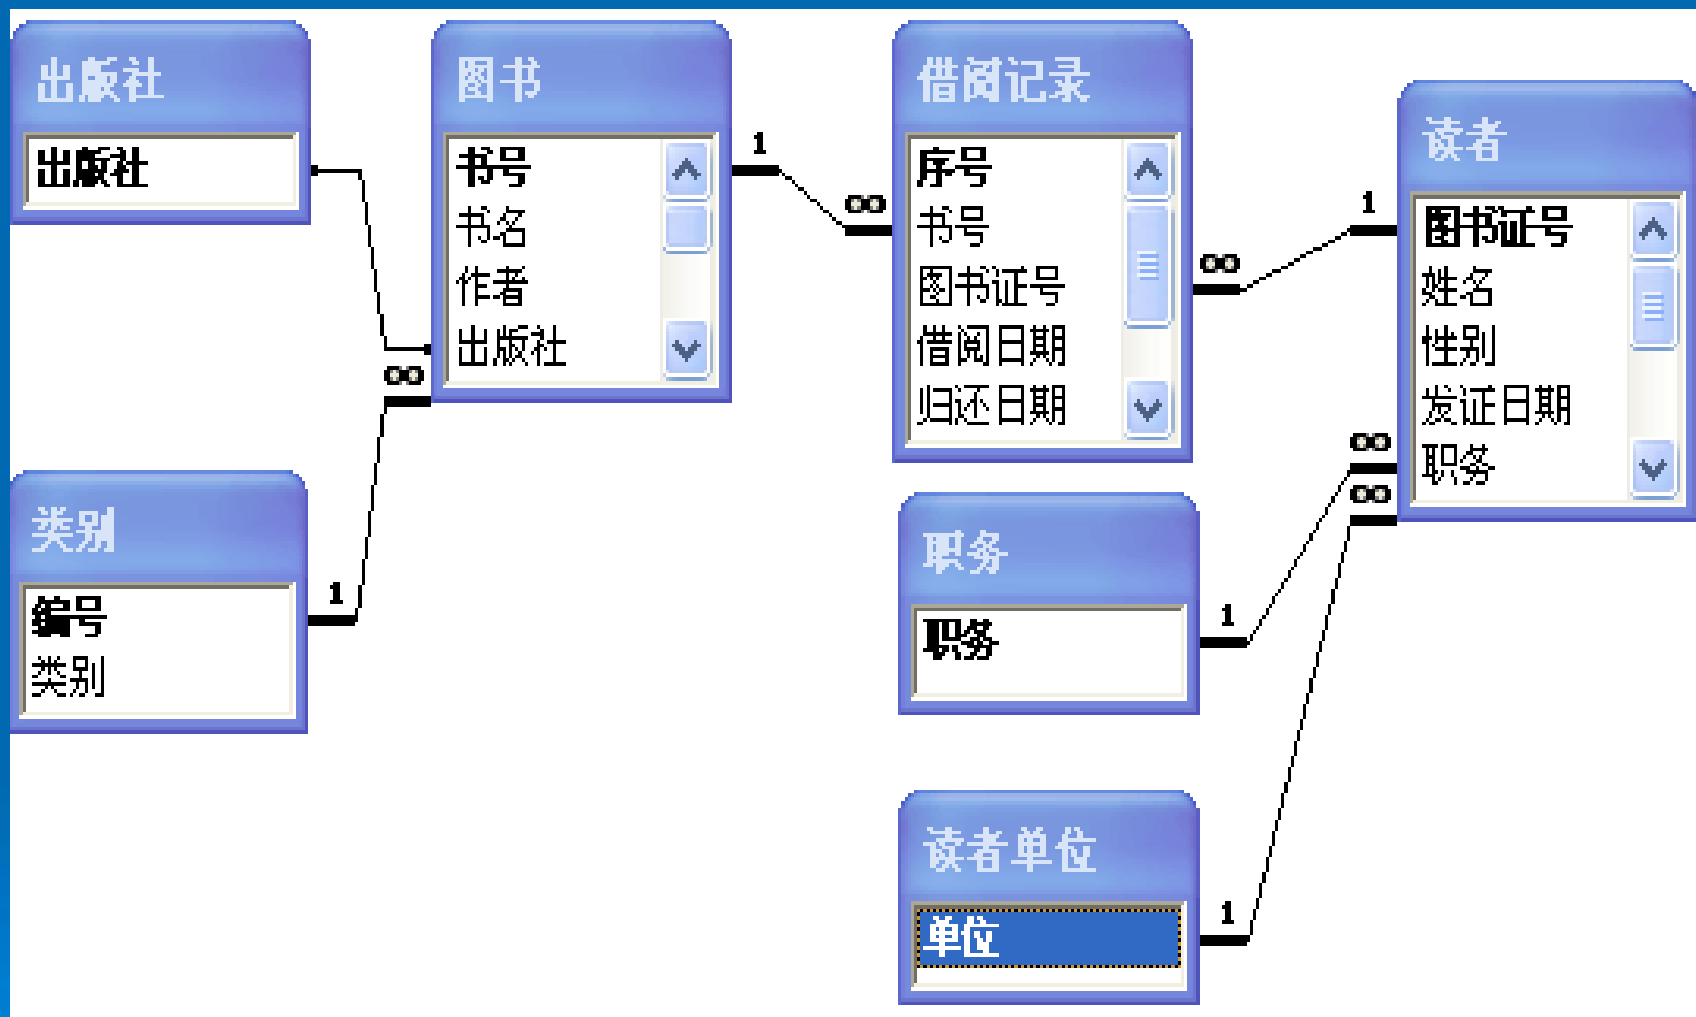 出版社
出版社
图书
书号
书名
作者
出版社
1
∞
借阅记录
序号
书号
图书证号
借阅日期
归还日期
∞
1
读者
图书证号
姓名
性别
发证日期
职务
∞
∞
∞
类别
编号
类别
1
职务
职务
1
读者单位
单位
1